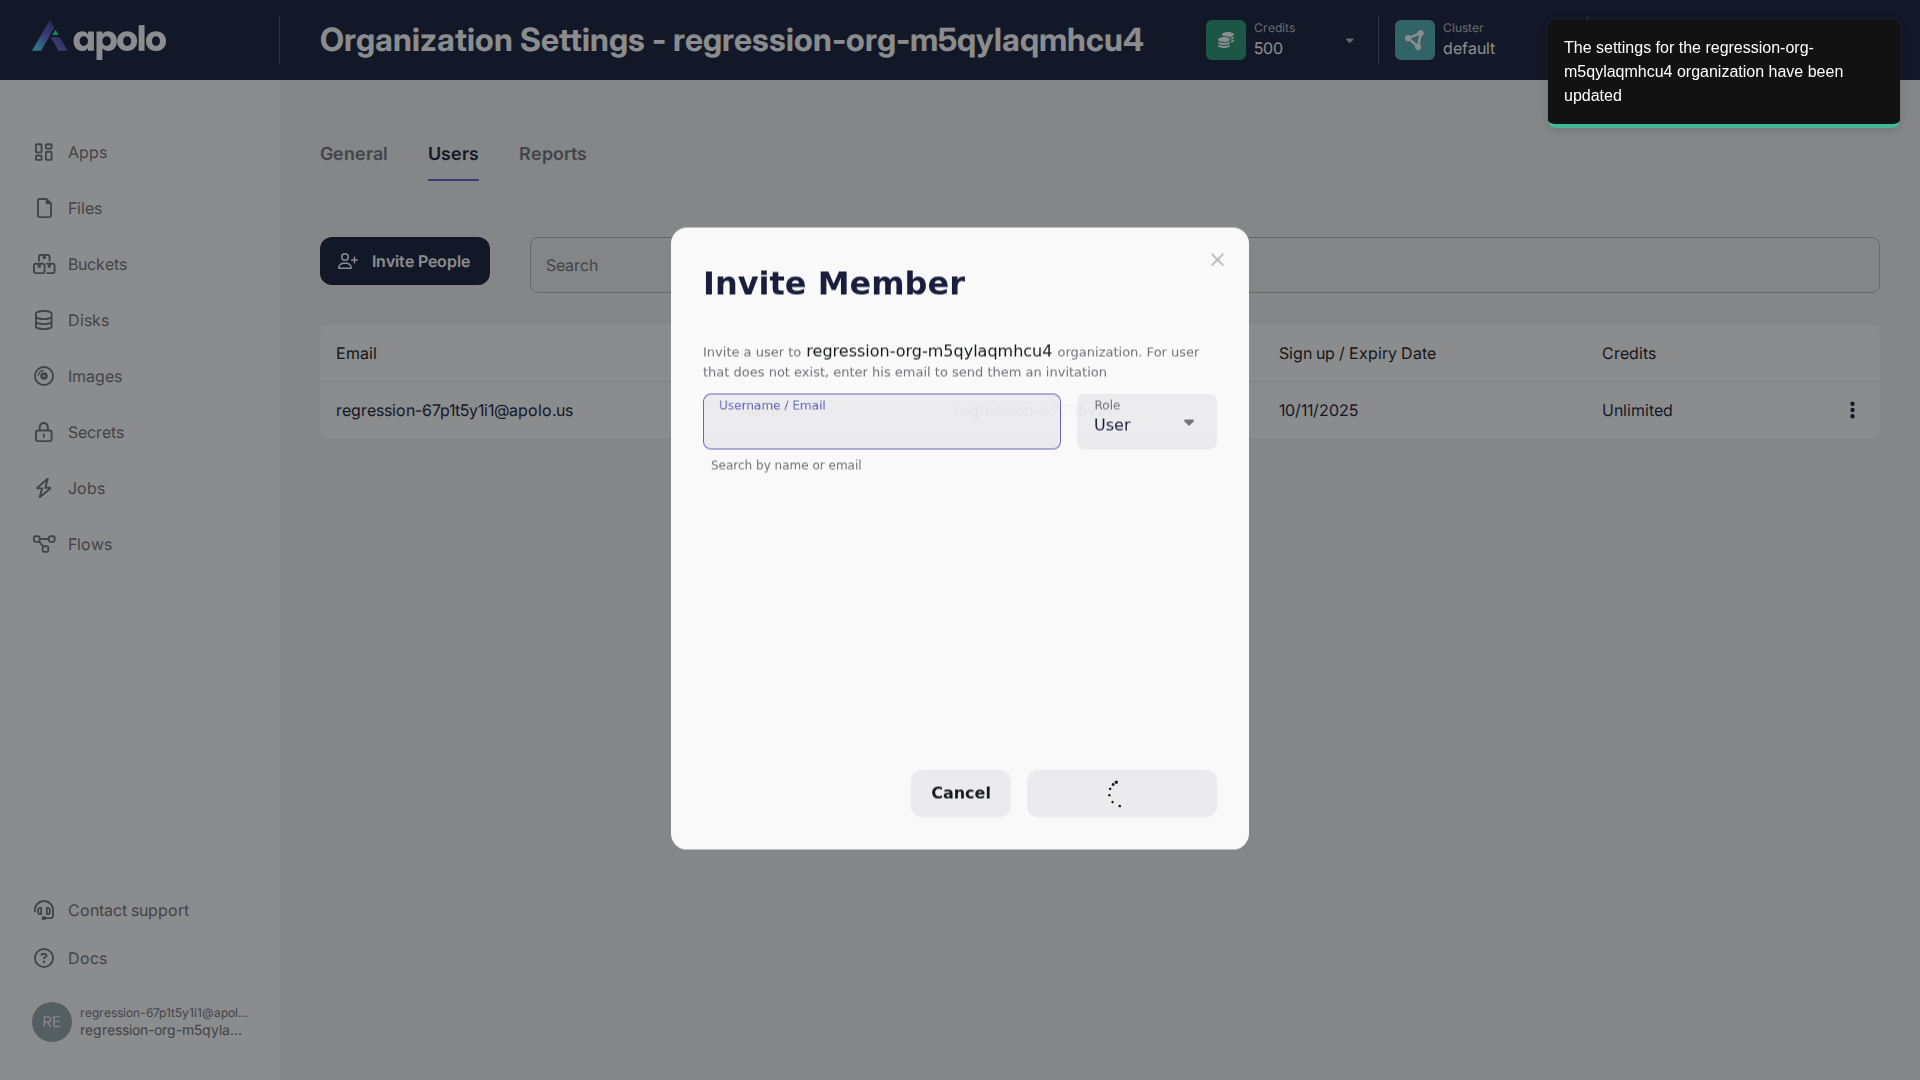 apolo
Organization Settings - regression-org-m5qylaqmhcu4
Credits
500
Cluster
default
The settings for the regression-org-
m5qylaqmhcu4 organization have been
updated
Apps
Files
Buckets
Disks
Images
Secrets
Jobs
Flows
General
Users
Reports
Invite People
Search
Email
Sign up / Expiry Date
Credits
regression-67p1t5y1i1@apolo.us
10/11/2025
Unlimited
Invite Member
Invite a user to regression-org-m5qylaqmhcu4 organization. For user
that does not exist, enter his email to send them an invitation
Username / Email
Role
User
Search by name or email
Cancel
Contact support
Docs
RE
regression-67p1t5y1i1@apol...
regression-org-m5qyla...